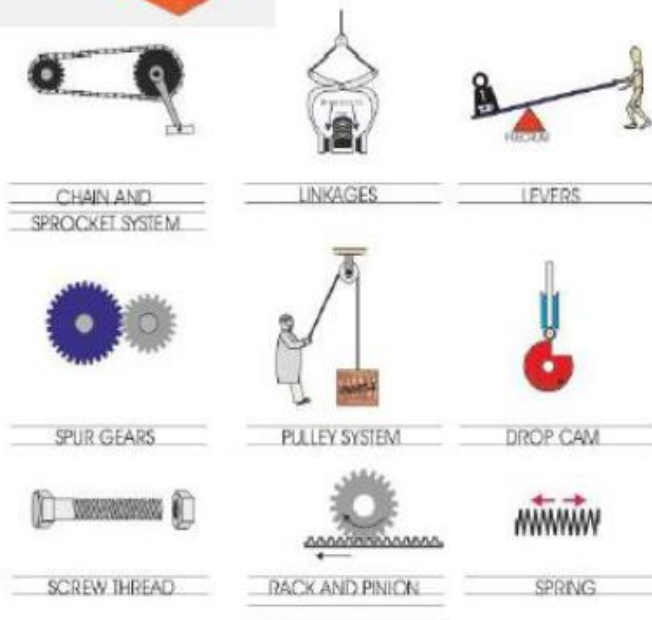 CHAIN AND
SPROCKET SYSTEM
LINKAGES
LEVERS
SPUR GEARS
PULLEY SYSTEM
DROP CAM
SCREW THREAD
RACK AND PINION
SPRING